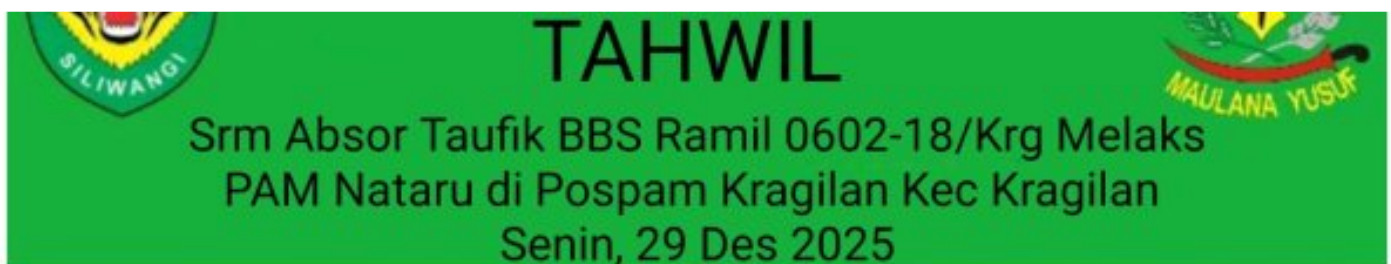 TAHWIL
SILIWANGI
MAULANA YUSUF
Srm Absor Taufik BBS Ramil 0602-18/Krg Melaks
PAM Nataru di Pospam Kragilan Kec Kragilan
Senin, 29 Des 2025